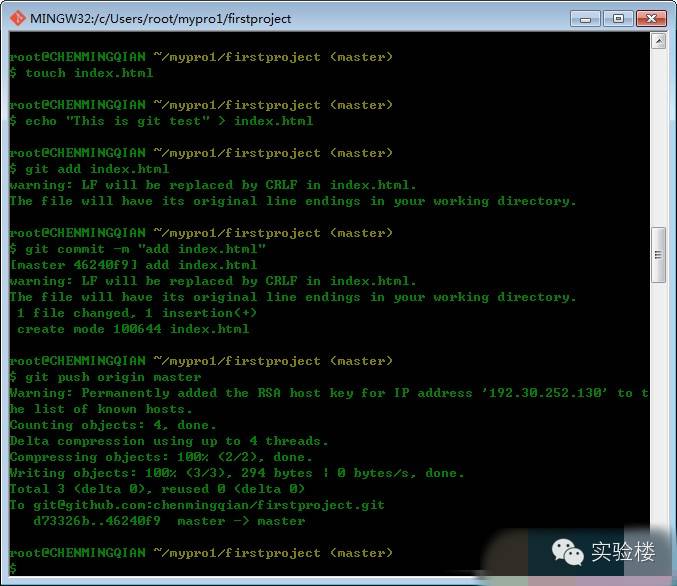 MINGW32:/c/Users/root/mypro1/firstproject
root@CHENMINGQIAN ~/mypro1/firstproject (master)
$ touch index.html
root@CHENMINGQIAN ~/mypro1/firstproject (master)
$ echo "This is git test" > index.html
root@CHENMINGQIAN ~/mypro1/firstproject (master)
$ git add index.html
warning: LF will be replaced by CRLF in index.html.
The file will have its original line endings in your working directory.
root@CHENMINGQIAN ~/mypro1/firstproject (master)
$ git commit -m "add index.html"
[master 46240f9] add index.html
warning: LF will be replaced by CRLF in index.html.
The file will have its original line endings in your working directory.
 1 file changed, 1 insertion(+)
 create mode 100644 index.html
root@CHENMINGQIAN ~/mypro1/firstproject (master)
$ git push origin master
Warning: Permanently added the RSA host key for IP address '192.30.252.130' to t
he list of known hosts.
Counting objects: 4, done.
Delta compression using up to 4 threads.
Compressing objects: 100% (2/2), done.
Writing objects: 100% (3/3), 294 bytes | 0 bytes/s, done.
Total 3 (delta 0), reused 0 (delta 0)
To git@github.com:chenmingqian/firstproject.git
   d73326b..46240f9  master -> master
root@CHENMINGQIAN ~/mypro1/firstproject (master)
$
实验楼